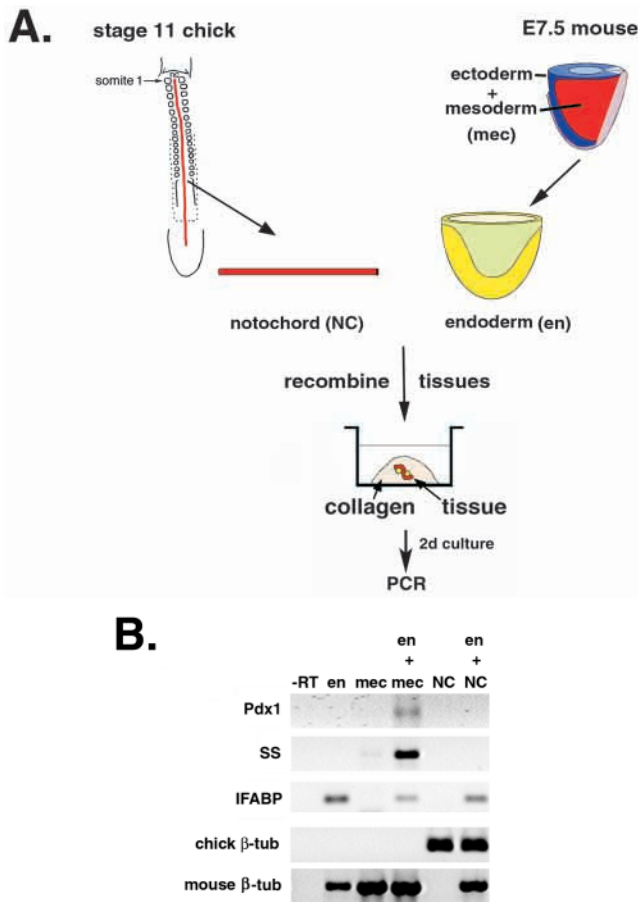 A.
stage 11 chick
E7.5 mouse
somite 1
ectoderm
+
mesoderm
(mec)
notochord (NC)
endoderm (en)
recombine tissues
collagen tissue
2d culture
PCR
B.
en en
+ +
-RT en mec mec NC NC
Pdx1
SS
IFABP
chick β-tub
mouse β-tub